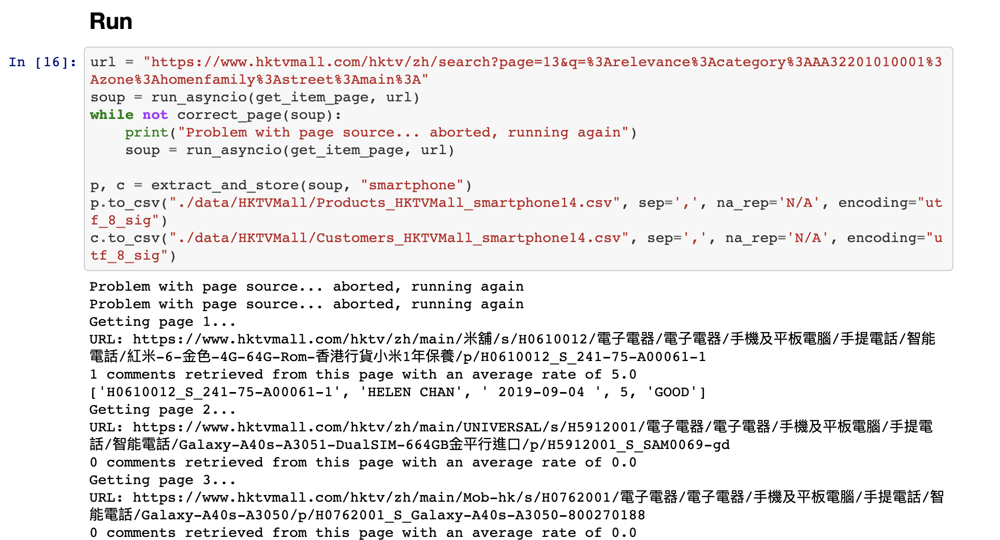 Run
In [16]:
url = "https://www.hktvmall.com/hktv/zh/search?page=13&q=%3Arelevance%3Acategory%3AAA32201010001%3
Azone%3Ahomenfamily%3Astreet%3Amain%3A"
soup = run_asyncio(get_item_page, url)
while not correct_page(soup):
    print("Problem with page source... aborted, running again")
    soup = run_asyncio(get_item_page, url)

p, c = extract_and_store(soup, "smartphone")
p.to_csv("./data/HKTVMall/Products_HKTVMall_smartphone14.csv", sep=',', na_rep='N/A', encoding="ut
f_8_sig")
c.to_csv("./data/HKTVMall/Customers_HKTVMall_smartphone14.csv", sep=',', na_rep='N/A', encoding="u
tf_8_sig")
Problem with page source... aborted, running again
Problem with page source... aborted, running again
Getting page 1...
URL: https://www.hktvmall.com/hktv/zh/main/米舖/s/H0610012/電子電器/電子電器/手機及平板電腦/手提電話/智能
電話/紅米-6-金色-4G-64G-Rom-香港行貨小米1年保養/p/H0610012_S_241-75-A00061-1
1 comments retrieved from this page with an average rate of 5.0
['H0610012_S_241-75-A00061-1', 'HELEN CHAN', ' 2019-09-04 ', 5, 'GOOD']
Getting page 2...
URL: https://www.hktvmall.com/hktv/zh/main/UNIVERSAL/s/H5912001/電子電器/電子電器/手機及平板電腦/手提電
話/智能電話/Galaxy-A40s-A3051-DualSIM-664GB金平行進口/p/H5912001_S_SAM0069-gd
0 comments retrieved from this page with an average rate of 0.0
Getting page 3...
URL: https://www.hktvmall.com/hktv/zh/main/Mob-hk/s/H0762001/電子電器/電子電器/手機及平板電腦/手提電話/智
能電話/Galaxy-A40s-A3050/p/H0762001_S_Galaxy-A40s-A3050-800270188
0 comments retrieved from this page with an average rate of 0.0